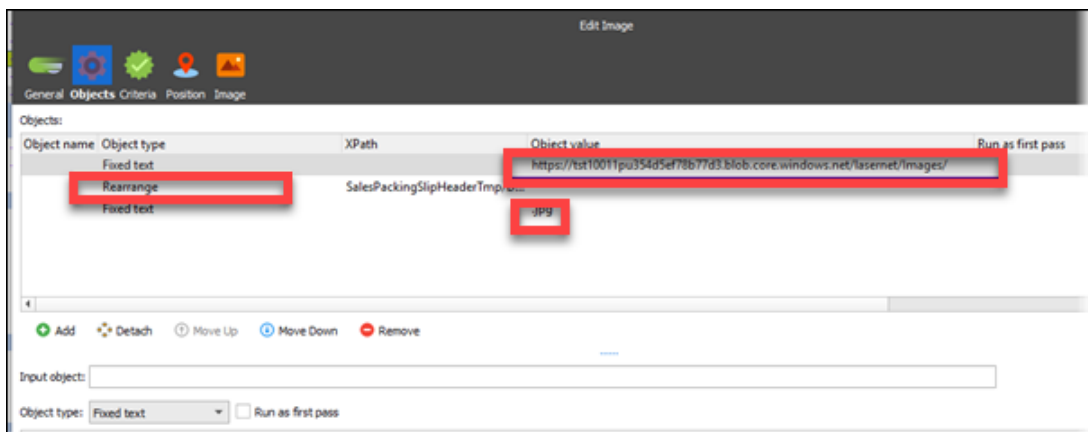 Edit Image
General Objects Criteria Position Image
Objects:
Object name Object type XPath Object value Run as first pass
Fixed text https://tst10011pu354d5ef78b77d3.blob.core.windows.net/lasernet/Images/
Rearrange SalesPackingSlipHeaderTmp/
Fixed text .jpg
Add Detach Move Up Move Down Remove
Input object:
Object type: Fixed text Run as first pass